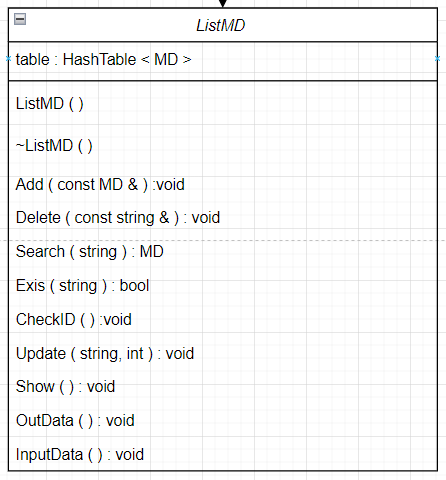 ListMD
table : HashTable < MD >
ListMD ( )
~ListMD ( )
Add ( const MD & ) :void
Delete ( const string & ) : void
Search ( string ) : MD
Exis ( string ) : bool
CheckID ( ) :void
Update ( string, int ) : void
Show ( ) : void
OutData ( ) : void
InputData ( ) : void